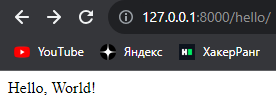 127.0.0.1:8000/hello/
YouTube Яндекс ХакерРанг
Hello, World!